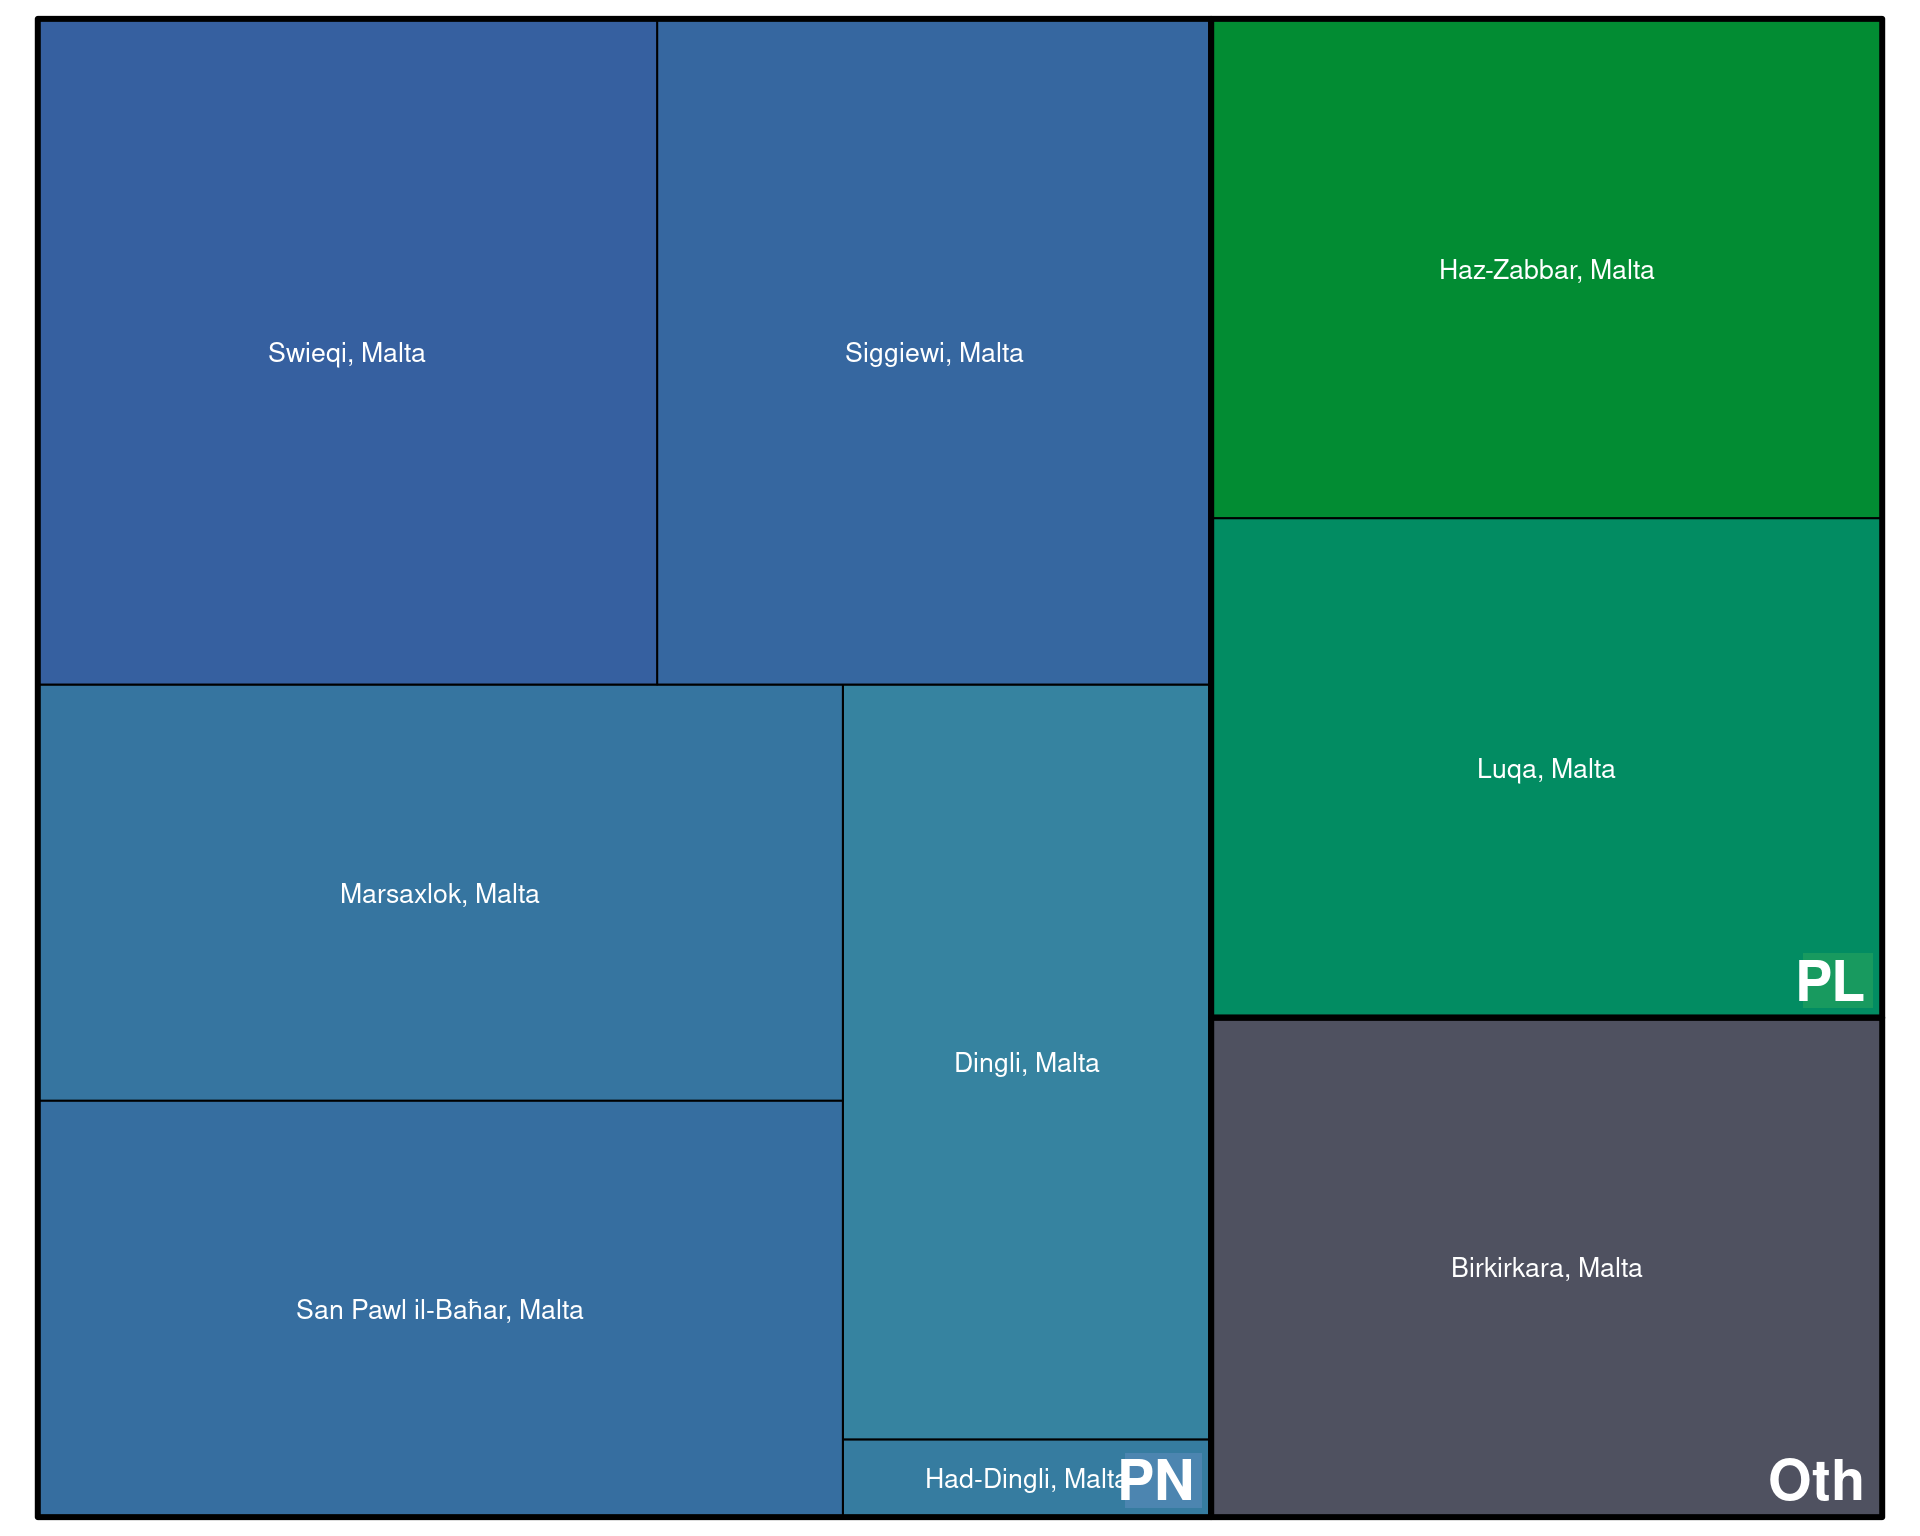 Swieqi, Malta
Siggiewi, Malta
Haz-Zabbar, Malta
Luqa, Malta
PL
Marsaxlok, Malta
Dingli, Malta
San Pawl il-Baħar, Malta
Had-Dingli, Malta
PN
Birkirkara, Malta
Oth